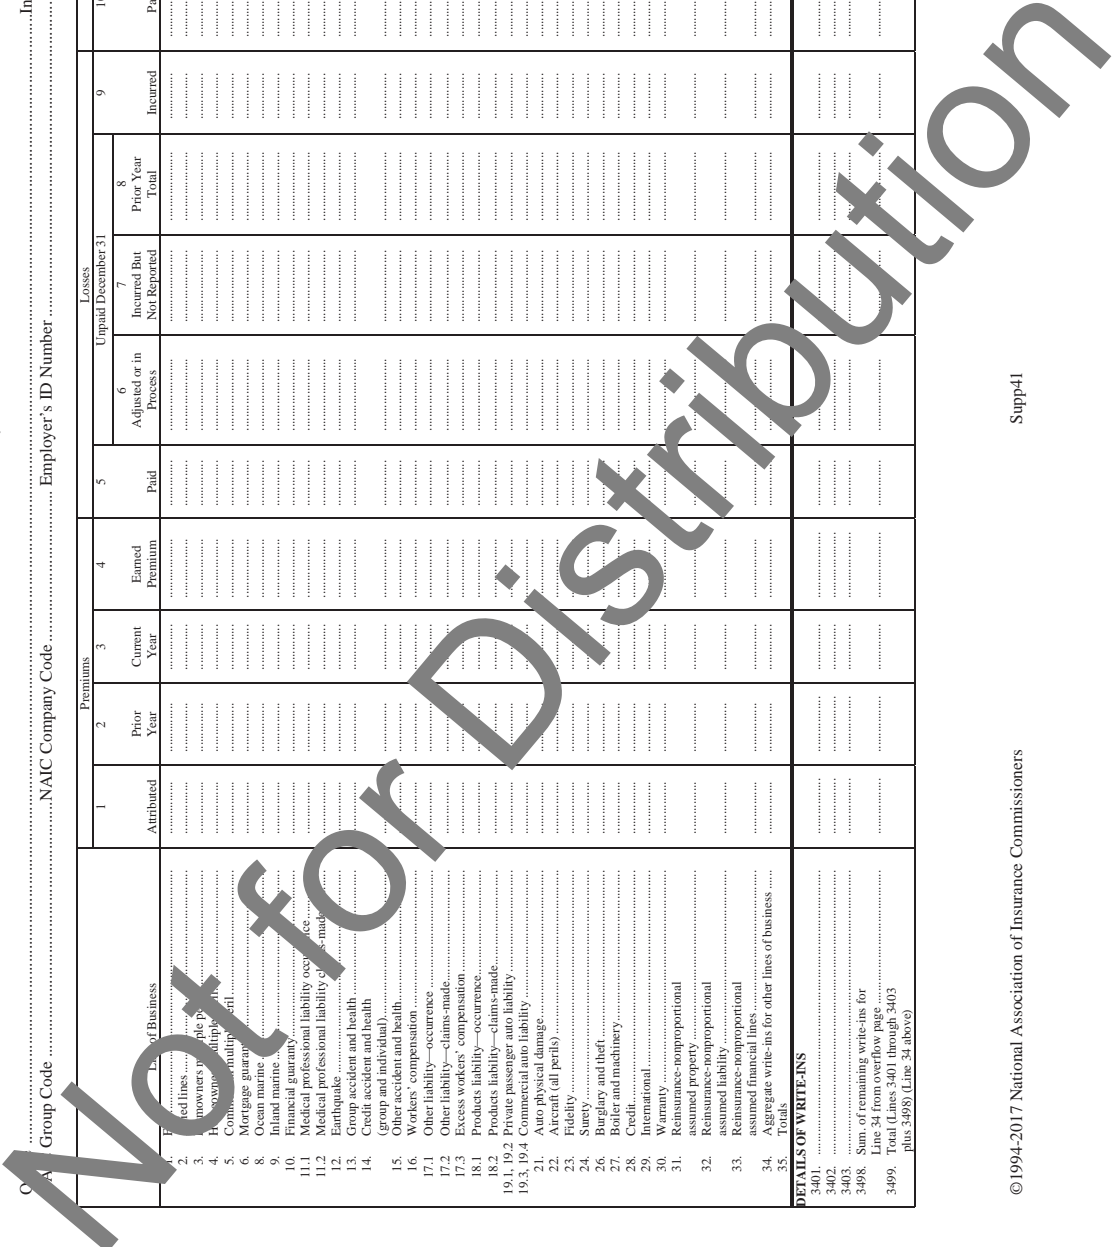 O
In
A Group Code NAIC Company Code Employer's ID Number
Premiums
Losses
Unpaid December 31
1
2
3
4
5
6
7
8
9
of Business
Attributed
Prior Year
Current Year
Earned Premium
Paid
Adjusted or in Process
Incurred But Not Reported
Prior Year Total
Incurred
Pa
1.
2. lines
3.
4.
5.
6. Mortgage guaranty
8. Ocean marine
9. Inland marine
10. Financial guaranty
11.1 Medical professional liability occurrence
11.2 Medical professional liability claims-made
12. Earthquake
13. Group accident and health
14. Credit accident and health
(group and individual)
15. Other accident and health
16. Workers' compensation
17.1 Other liability—occurrence
17.2 Other liability—claims-made
17.3 Excess workers' compensation
18.1 Products liability—occurrence
18.2 Products liability—claims-made
19.1, 19.2 Private passenger auto liability
19.3, 19.4 Commercial auto liability
21. Auto physical damage
22. Aircraft (all perils)
23. Fidelity
24. Surety
26. Burglary and theft
27. Boiler and machinery
28. Credit
29. International
30. Warranty
31. Reinsurance-nonproportional
assumed property
32. Reinsurance-nonproportional
assumed liability
33. Reinsurance-nonproportional
assumed financial lines
34. Aggregate write-ins for other lines of business
35. Totals
DETAILS OF WRITE-INS
3401.
3402.
3403.
3498. Sum. of remaining write-ins for
Line 34 from overflow page
3499. Total (Lines 3401 through 3403
plus 3498) (Line 34 above)
©1994-2017 National Association of Insurance Commissioners Supp41
Not for Distribution